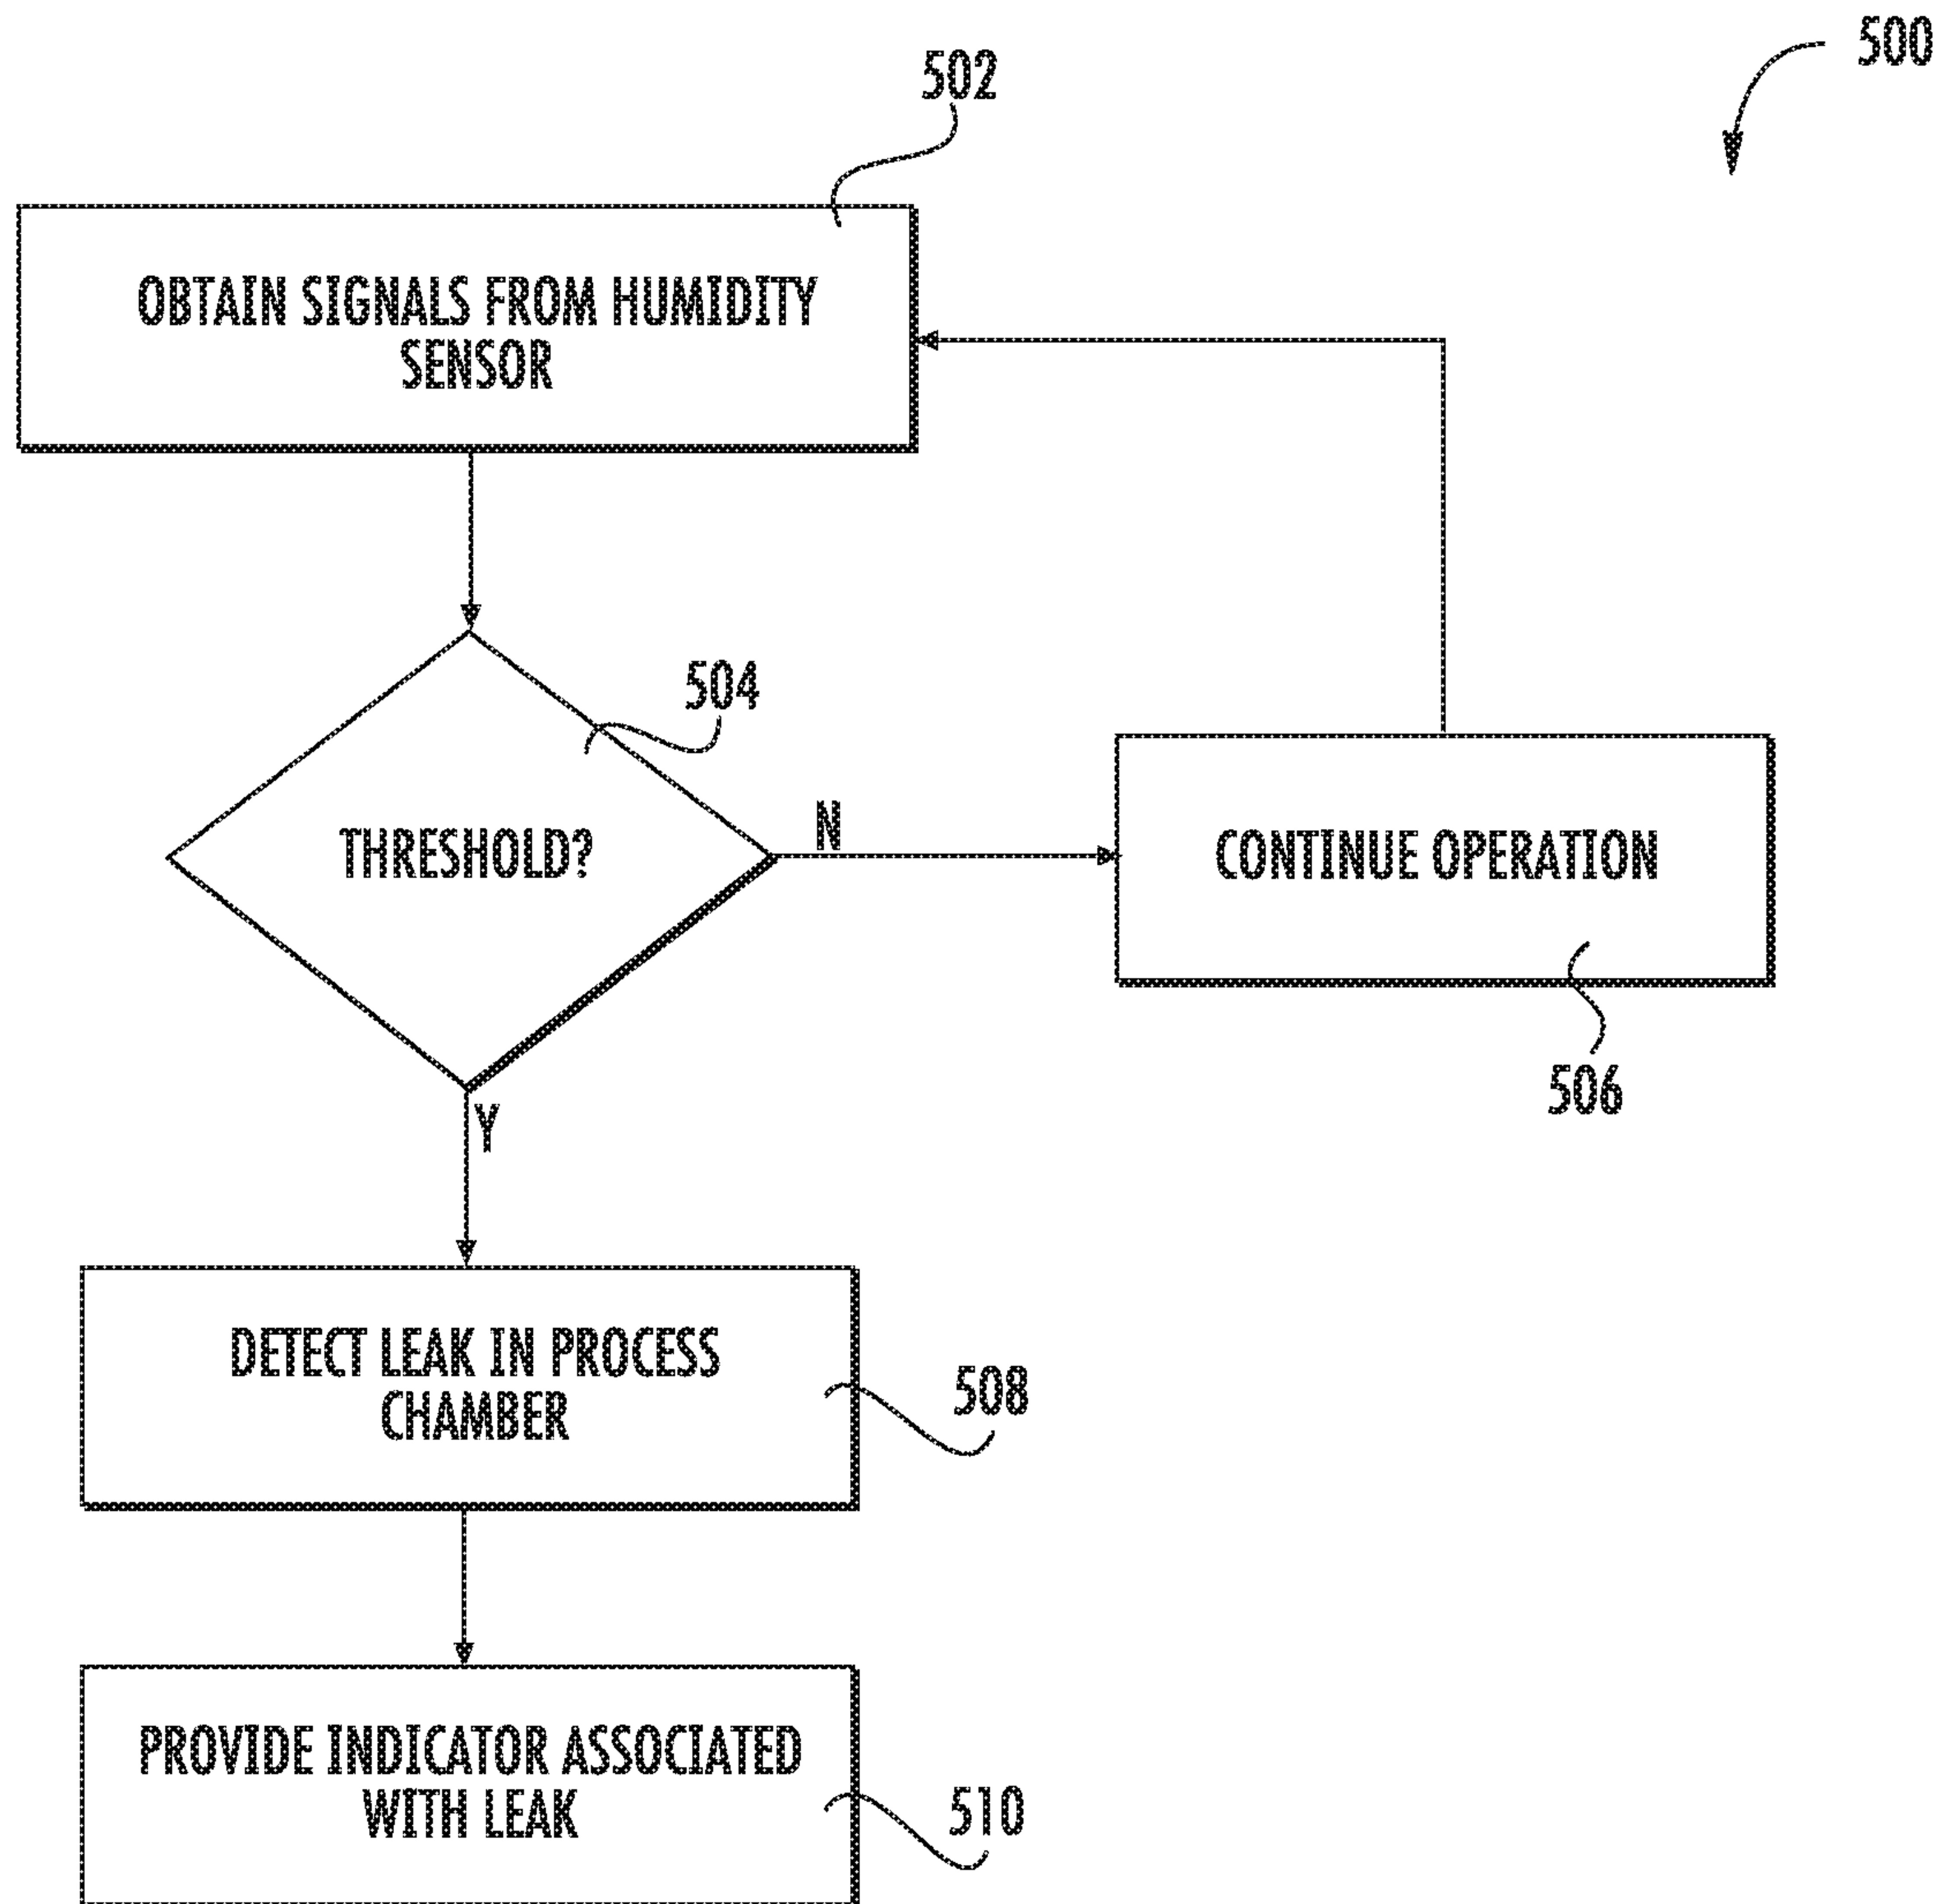 500
502
OBTAIN SIGNALS FROM HUMIDITY
SENSOR
504
THRESHOLD?
N
CONTINUE OPERATION
506
Y
DETECT LEAK IN PROCESS
CHAMBER
508
PROVIDE INDICATOR ASSOCIATED
WITH LEAK
510